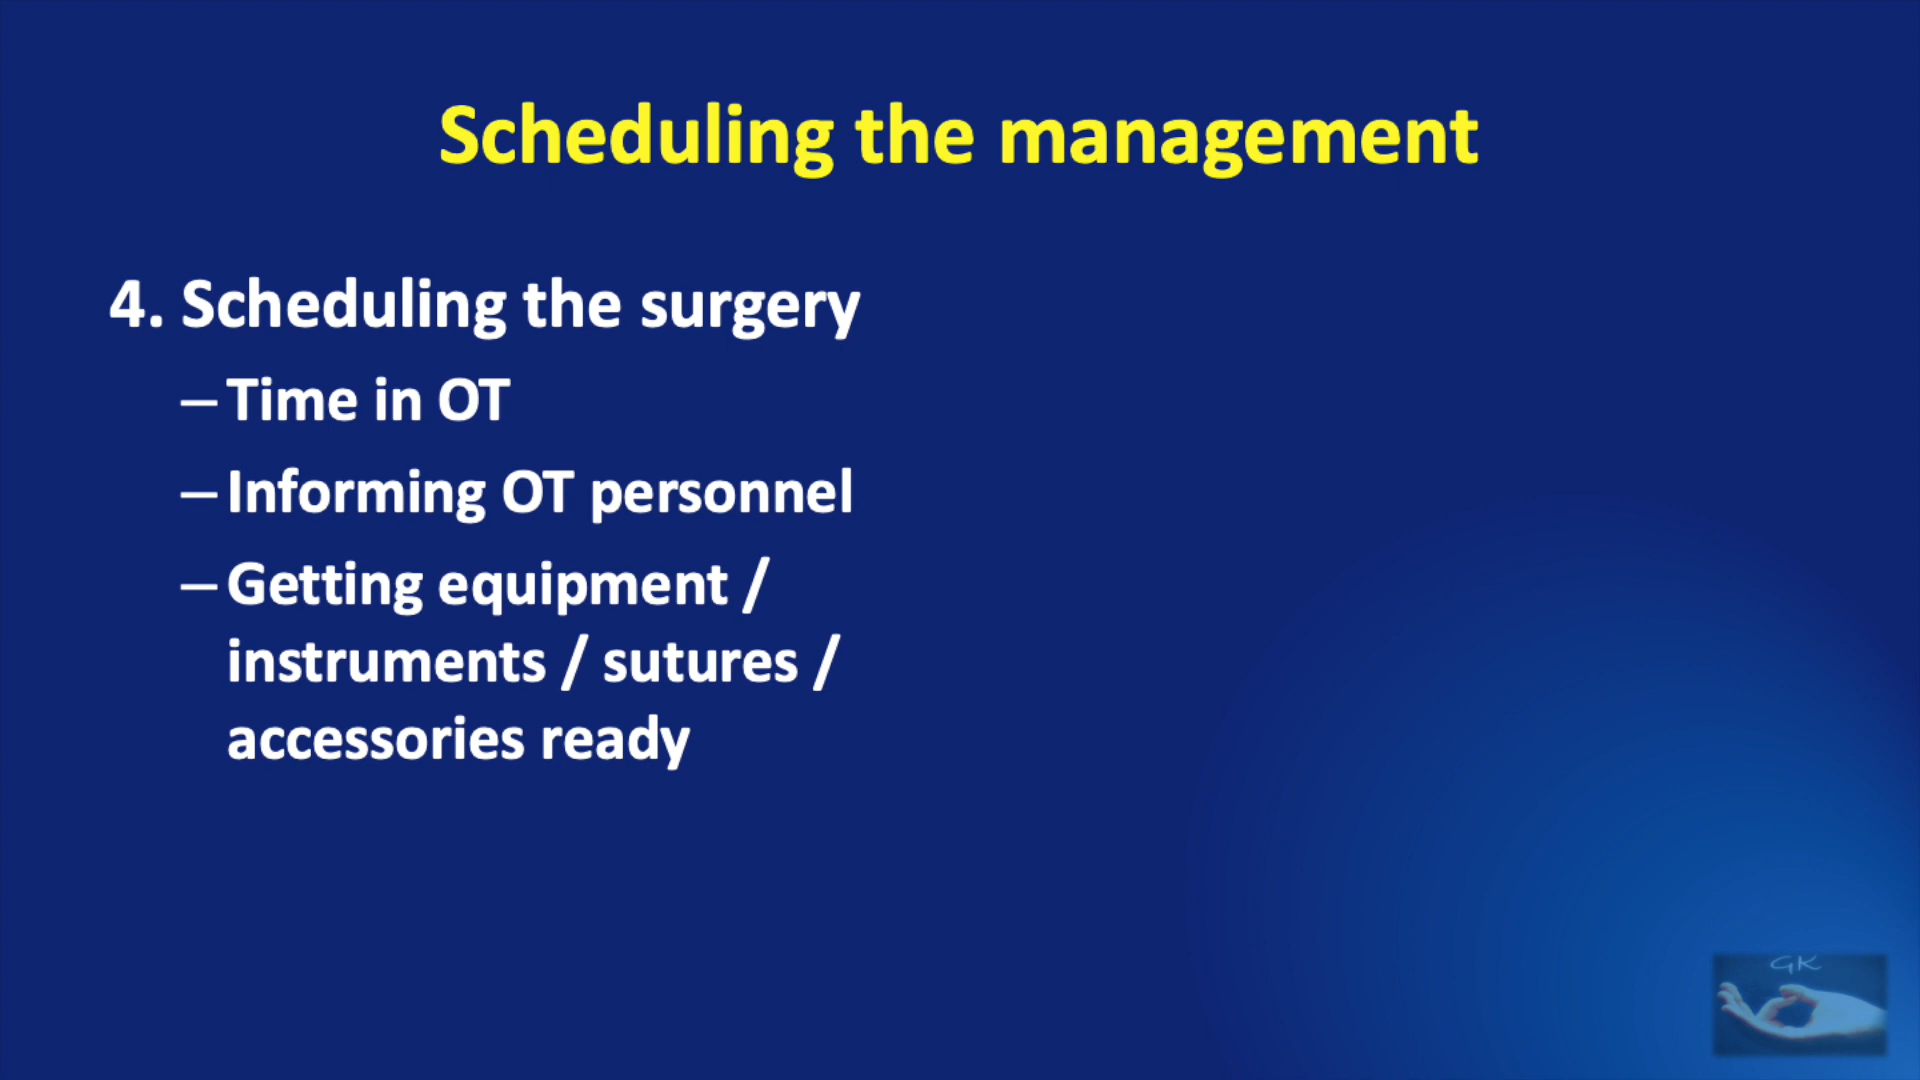 Scheduling the management
4. Scheduling the surgery
– Time in OT
– Informing OT personnel
– Getting equipment /
instruments / sutures /
accessories ready
GK